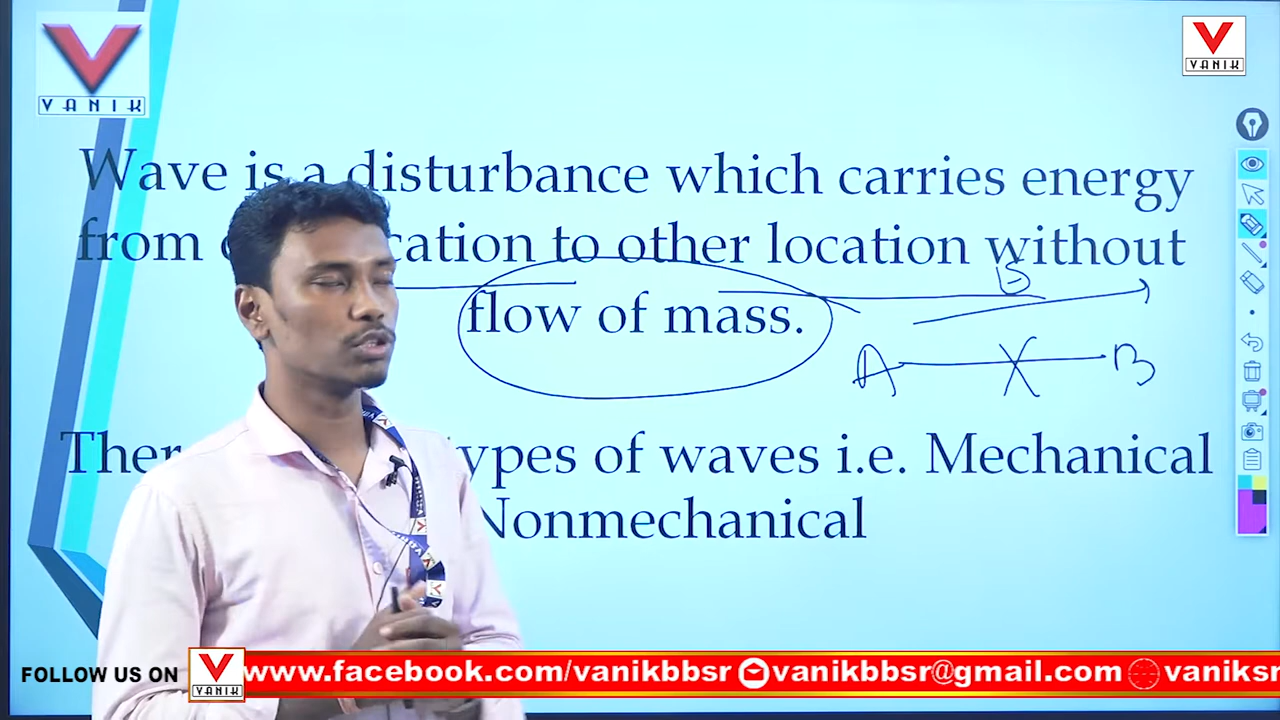 VANIK
VANIK
Wave is a disturbance which carries energy
from cation to other location without
flow of mass.
A B
Ther ypes of waves i.e. Mechanical
Nonmechanical
FOLLOW US ON VANIK www.facebook.com/vanikbbsr vanikbbsr@gmail.com vaniksr